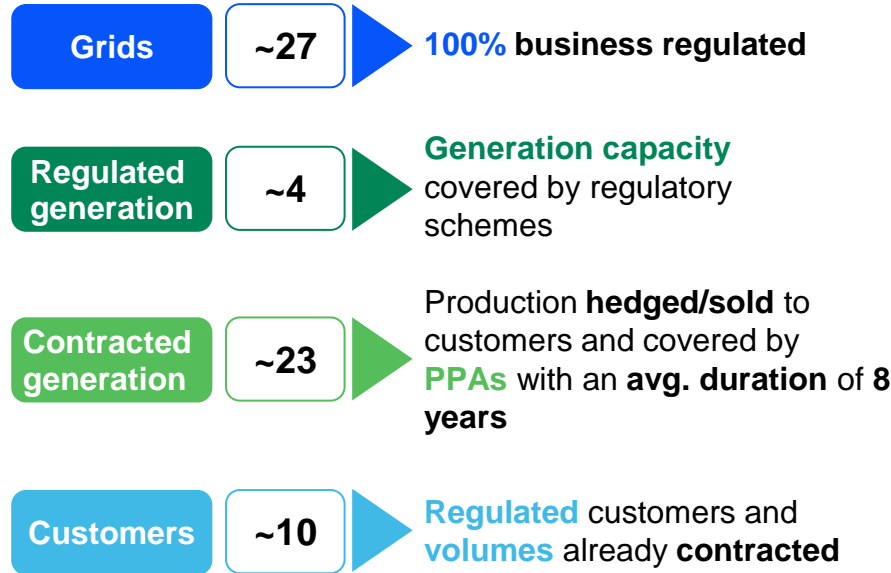 Grids
~27
100% business regulated
Regulated
generation
~4
Generation capacity
covered by regulatory
schemes
Contracted
generation
~23
Production hedged/sold to
customers and covered by
PPAs with an avg. duration of 8
years
Customers
~10
Regulated customers and
volumes already contracted